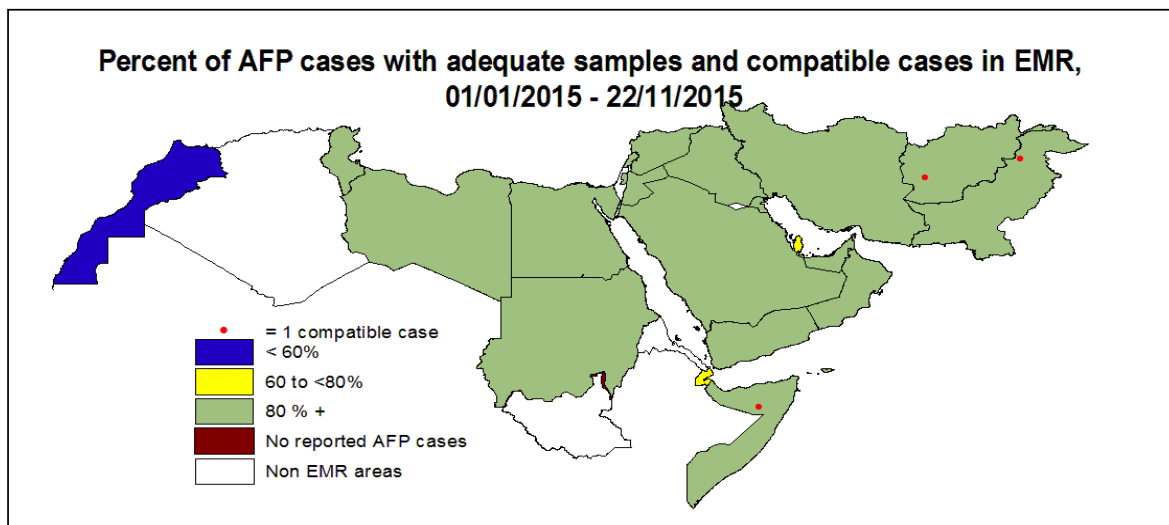 Percent of AFP cases with adequate samples and compatible cases in EMR,
01/01/2015 - 22/11/2015
= 1 compatible case
< 60%
60 to <80%
80 % +
No reported AFP cases
Non EMR areas